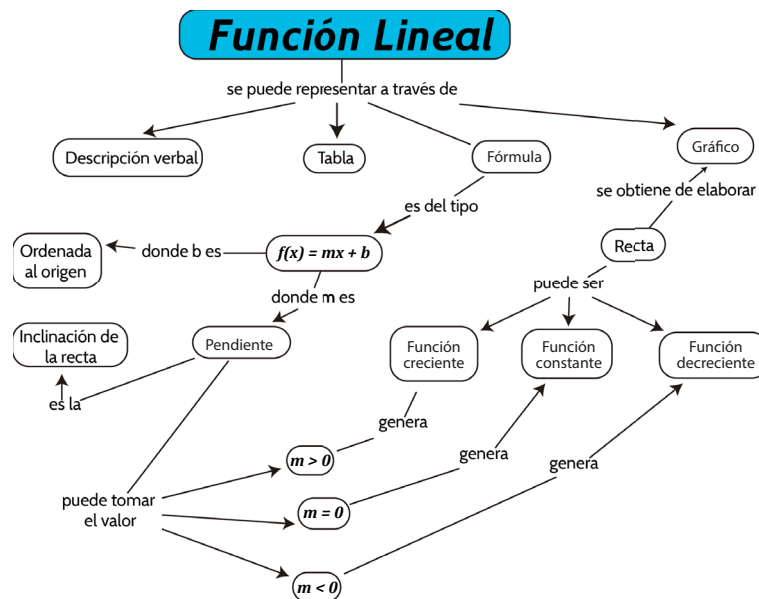 Función Lineal
se puede representar a través de
Descripción verbal
Tabla
Fórmula
Gráfico
es del tipo
se obtiene de elaborar
Ordenada
al origen
donde b es
f(x) = mx + b
Recta
donde m es
puede ser
Inclinación de
la recta
Pendiente
Función
creciente
Función
constante
Función
decreciente
es la
genera
genera
genera
m > 0
puede tomar
el valor
m = 0
m < 0